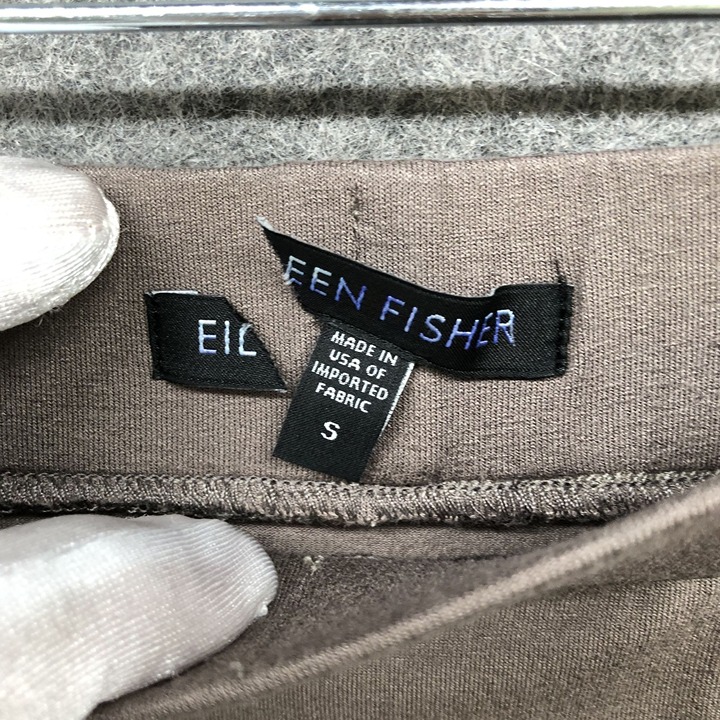 EIL EEN FISHER
MADE IN
USA OF
IMPORTED
FABRIC
S